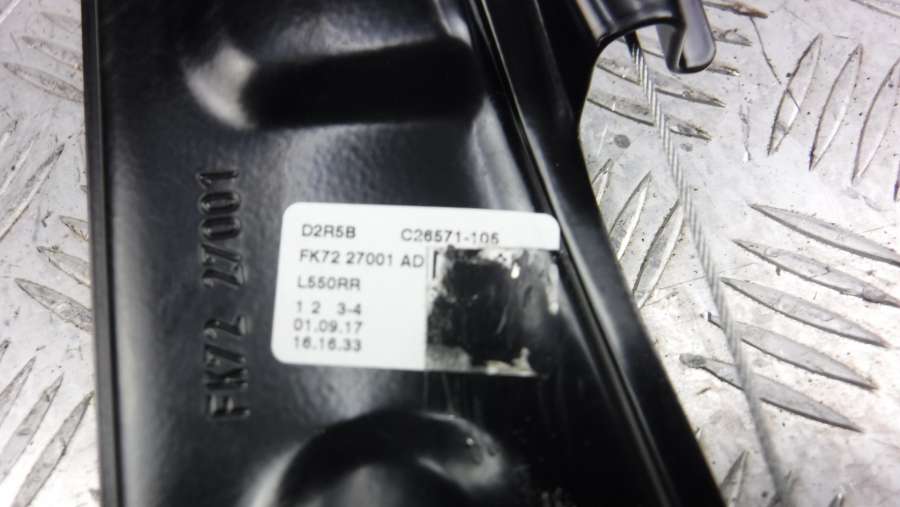 FK72 27001
D2R5B C26571-105
FK72 27001 AD
L550RR
1 2 3-4
01.09.17
16.16.33